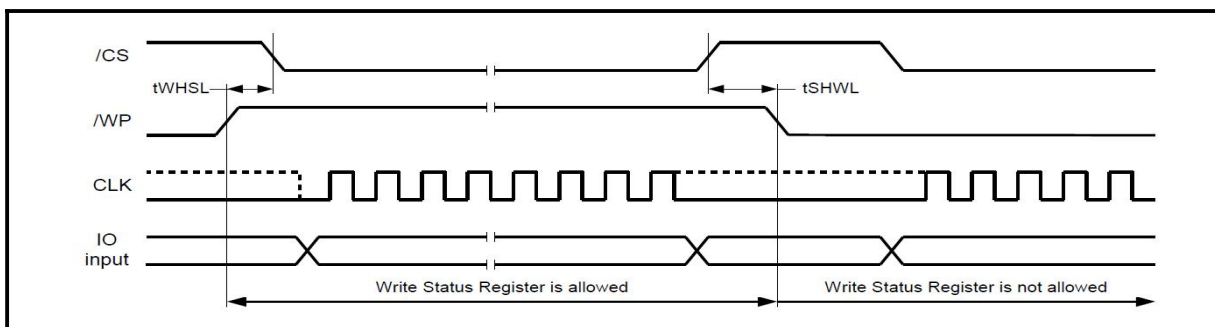 /CS
tWHSL
tSHWL
/WP
CLK
IO
input
Write Status Register is allowed
Write Status Register is not allowed